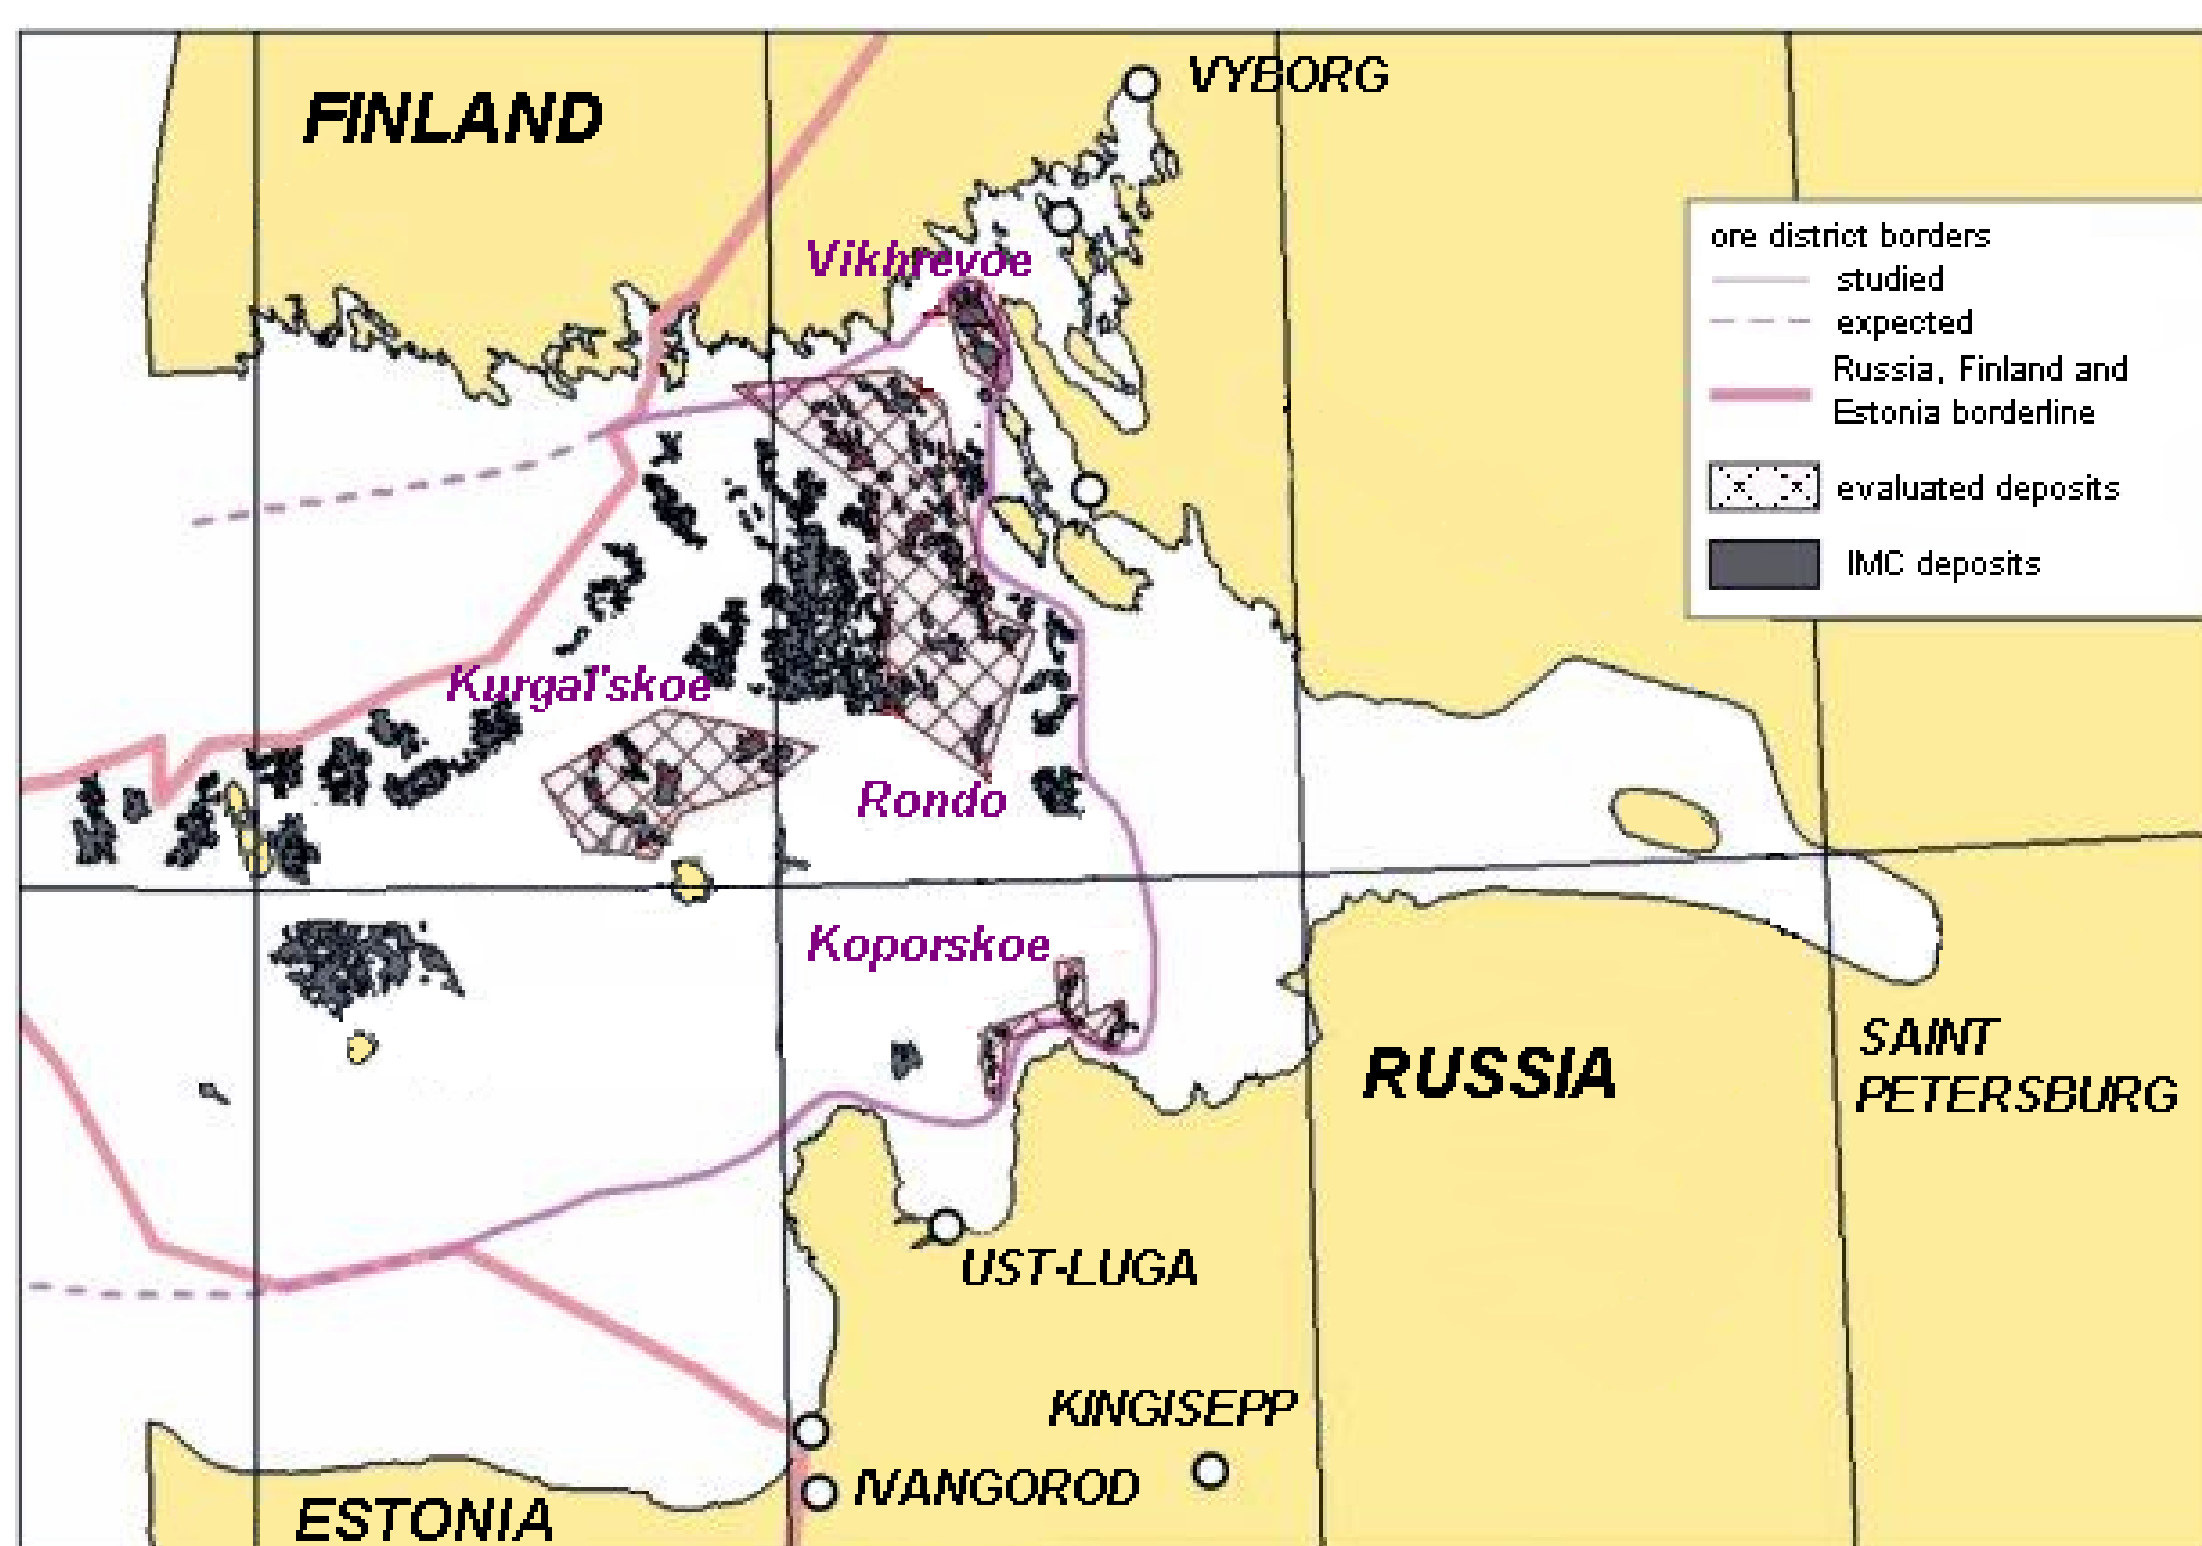 VYBORG
FINLAND
Vikhrevoe
ore district borders
studied
expected
Russia, Finland and
Estonia borderline
evaluated deposits
IMC deposits
Kurgal'skoe
Rondo
Koporskoe
RUSSIA
SAINT
PETERSBURG
UST-LUGA
KINGISEPP
IVANGOROD
ESTONIA